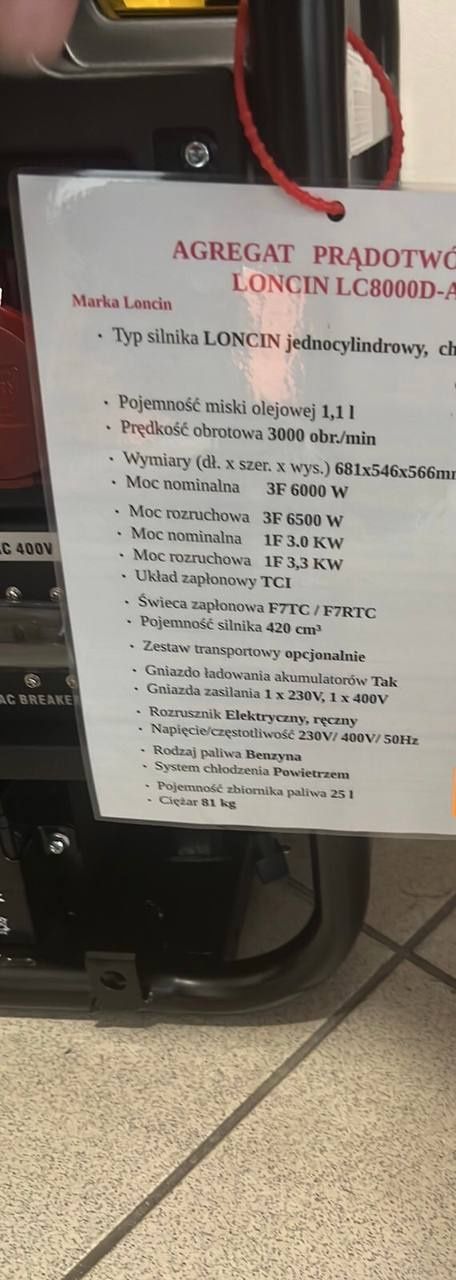 AGREGAT PRĄDOTWÓ
LONCIN LC8000D-A
Marka Loncin
· Typ silnika LONCIN jednocylindrowy, ch
· Pojemność miski olejowej 1,1 l
· Prędkość obrotowa 3000 obr./min
· Wymiary (dł. x szer. x wys.) 681x546x566mm
· Moc nominalna 3F 6000 W
· Moc rozruchowa 3F 6500 W
· Moc nominalna 1F 3.0 KW
· Moc rozruchowa 1F 3,3 KW
· Układ zapłonowy TCI
· Świeca zapłonowa F7TC / F7RTC
· Pojemność silnika 420 cm³
· Zestaw transportowy opcjonalnie
· Gniazdo ładowania akumulatorów Tak
· Gniazda zasilania 1 x 230V, 1 x 400V
· Rozrusznik Elektryczny, ręczny
· Napięcie/częstotliwość 230V/ 400V/ 50Hz
· Rodzaj paliwa Benzyna
· System chłodzenia Powietrzem
· Pojemność zbiornika paliwa 25 l
· Ciężar 81 kg
AC 400V
AC BREAKER